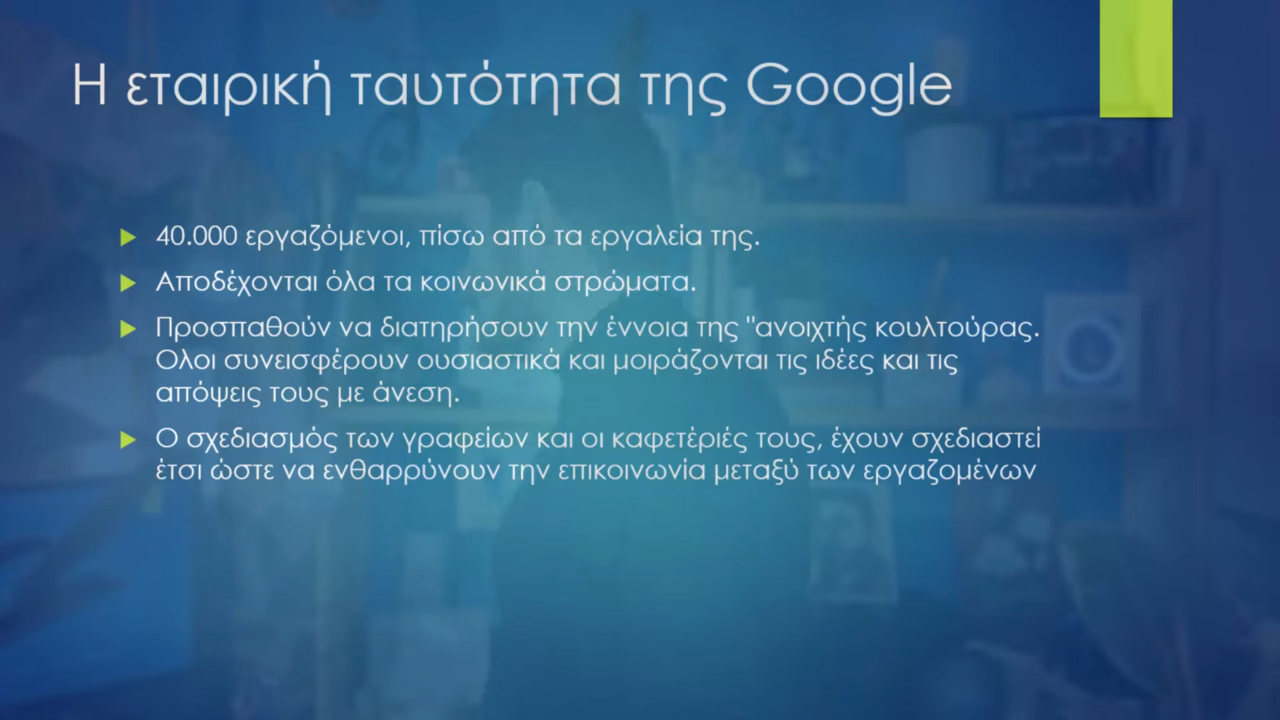 Η εταιρική ταυτότητα της Google
40.000 εργαζόμενοι, πίσω από τα εργαλεία της.
Αποδέχονται όλα τα κοινωνικά στρώματα.
Προσπαθούν να διατηρήσουν την έννοια της "ανοιχτής κουλτούρας.
Ολοι συνεισφέρουν ουσιαστικά και μοιράζονται τις ιδέες και τις
απόψεις τους με άνεση.
Ο σχεδιασμός των γραφείων και οι καφετέριές τους, έχουν σχεδιαστεί
έτσι ώστε να ενθαρρύνουν την επικοινωνία μεταξύ των εργαζομένων